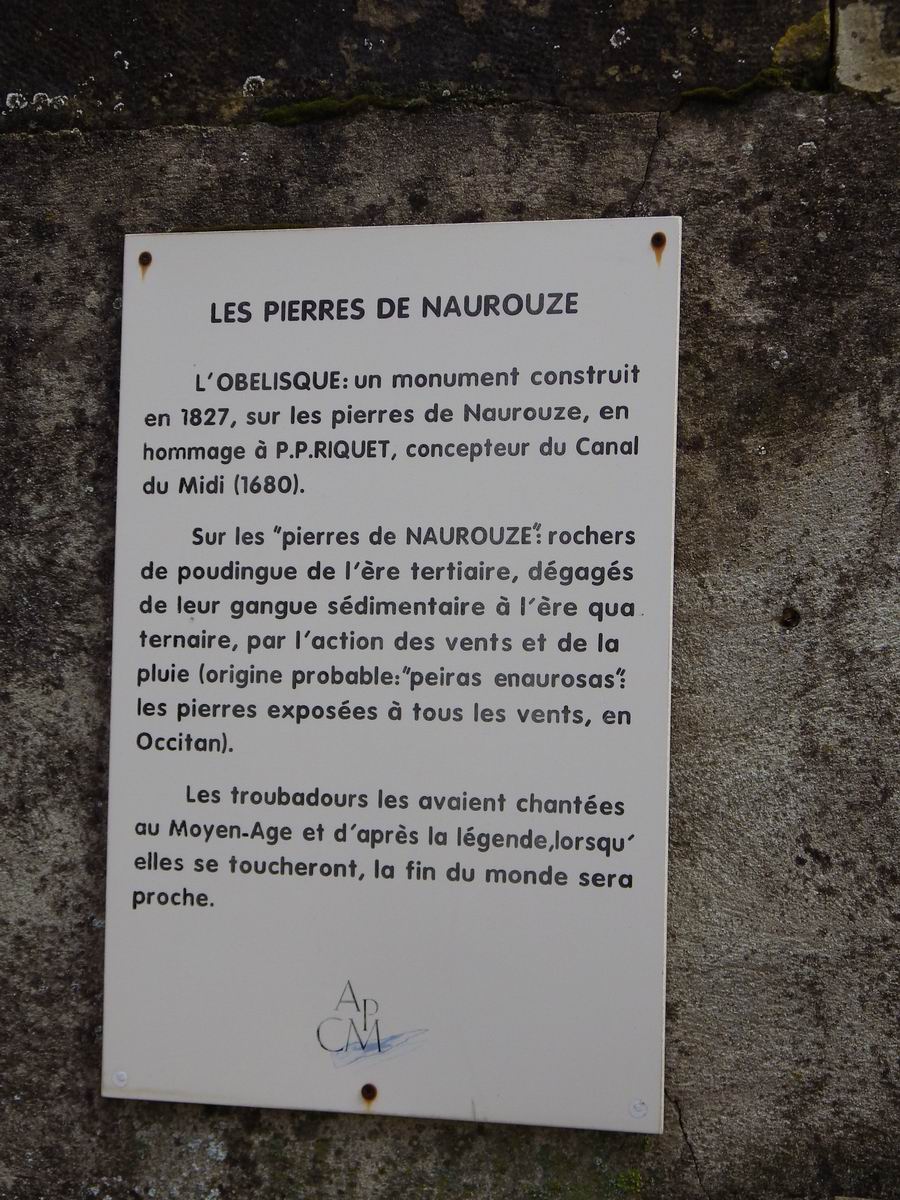 LES PIERRES DE NAUROUZE
L'OBELISQUE: un monument construit
en 1827, sur les pierres de Naurouze, en
hommage à P.P.RIQUET, concepteur du Canal
du Midi (1680).
Sur les "pierres de NAUROUZE": rochers
de poudingue de l'ère tertiaire, dégagés
de leur gangue sédimentaire à l'ère qua-
ternaire, par l'action des vents et de la
pluie (origine probable:"peiras enaurosas":
les pierres exposées à tous les vents, en
Occitan).
Les troubadours les avaient chantées
au Moyen-Age et d'après la légende,lorsqu'
elles se toucheront, la fin du monde sera
proche.
Ap
CM